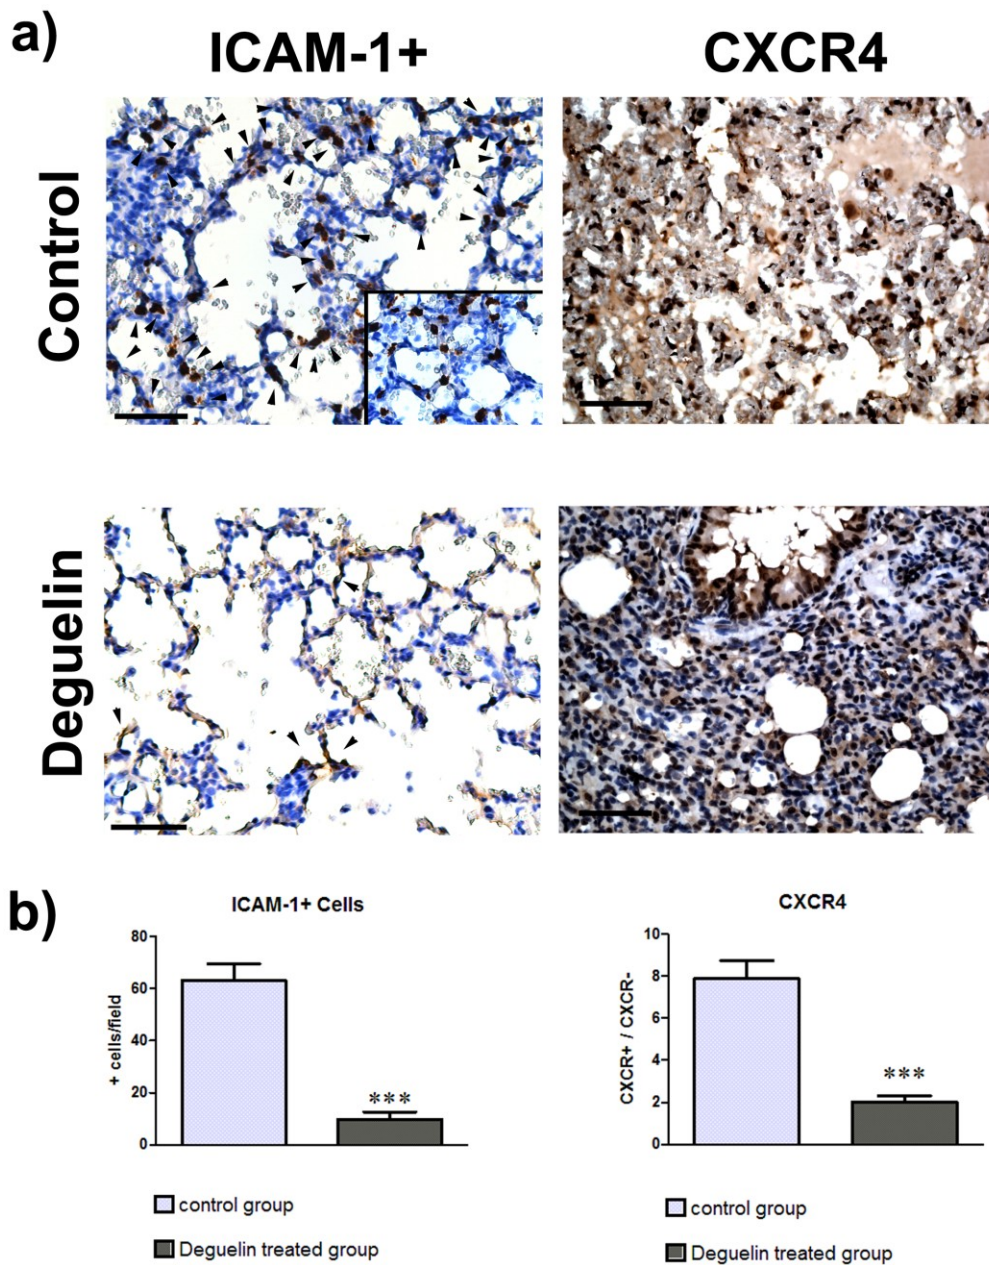 a)
ICAM-1+
CXCR4
Control
Deguelin
b)
ICAM-1+ Cells
80
60
40
20
0
+ cells/field
***
control group
Deguelin treated group
CXCR4
10
8
6
4
2
0
CXCR+ / CXCR-
***
control group
Deguelin treated group